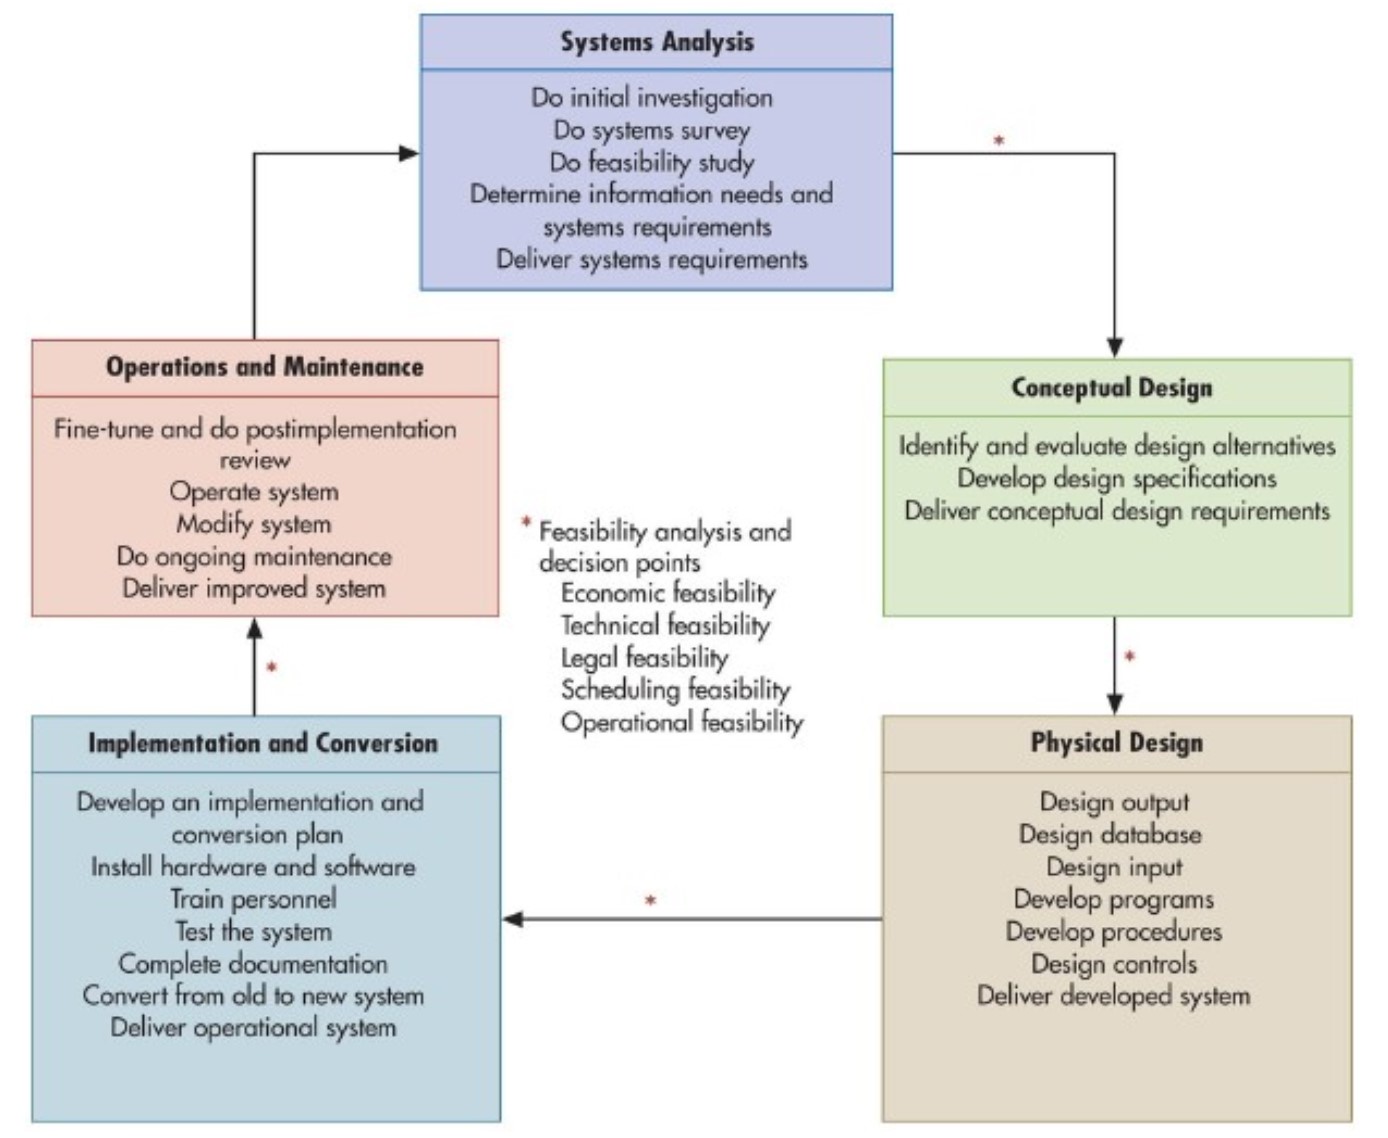 Systems Analysis
Do initial investigation
Do systems survey
Do feasibility study
Determine information needs and
systems requirements
Deliver systems requirements
*
Operations and Maintenance
Fine-tune and do postimplementation
review
Operate system
Modify system
Do ongoing maintenance
Deliver improved system
Conceptual Design
Identify and evaluate design alternatives
Develop design specifications
Deliver conceptual design requirements
* Feasibility analysis and
decision points
Economic feasibility
Technical feasibility
Legal feasibility
Scheduling feasibility
Operational feasibility
*
*
Implementation and Conversion
Develop an implementation and
conversion plan
Install hardware and software
Train personnel
Test the system
Complete documentation
Convert from old to new system
Deliver operational system
*
Physical Design
Design output
Design database
Design input
Develop programs
Develop procedures
Design controls
Deliver developed system